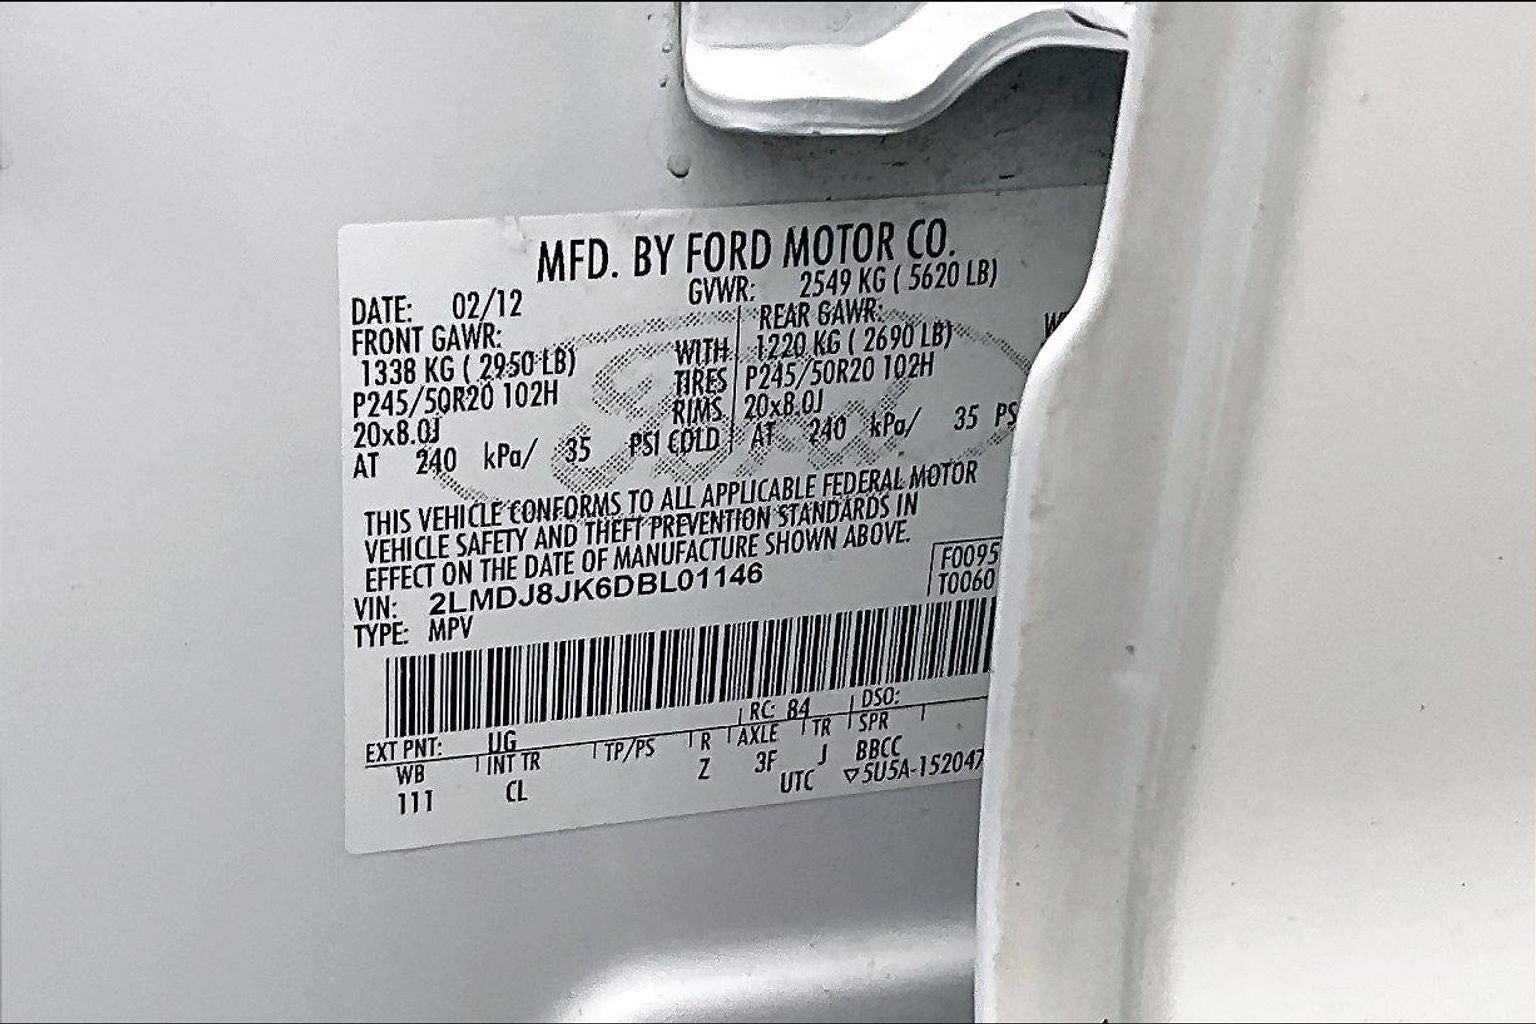 MFD. BY FORD MOTOR CO.
DATE: 02/12 GVWR: 2549 KG ( 5620 LB)
FRONT GAWR: REAR GAWR:
1338 KG ( 2950 LB) WITH 1220 KG ( 2690 LB)
P245/50R20 102H TIRES P245/50R20 102H
20x8.0J RIMS 20x8.0J
AT 240 kPa/ 35 PSI COLD AT 240 kPa/ 35 PS
THIS VEHICLE CONFORMS TO ALL APPLICABLE FEDERAL MOTOR
VEHICLE SAFETY AND THEFT PREVENTION STANDARDS IN
EFFECT ON THE DATE OF MANUFACTURE SHOWN ABOVE.
VIN: 2LMDJ8JK6DBL01146
TYPE: MPV
F0095
T0060
EXT PNT: UG RC: 84 DSO:
WB INT TR TP/PS R AXLE TR SPR
111 CL Z 3F J BBCC
UTC ▽5U5A-152047